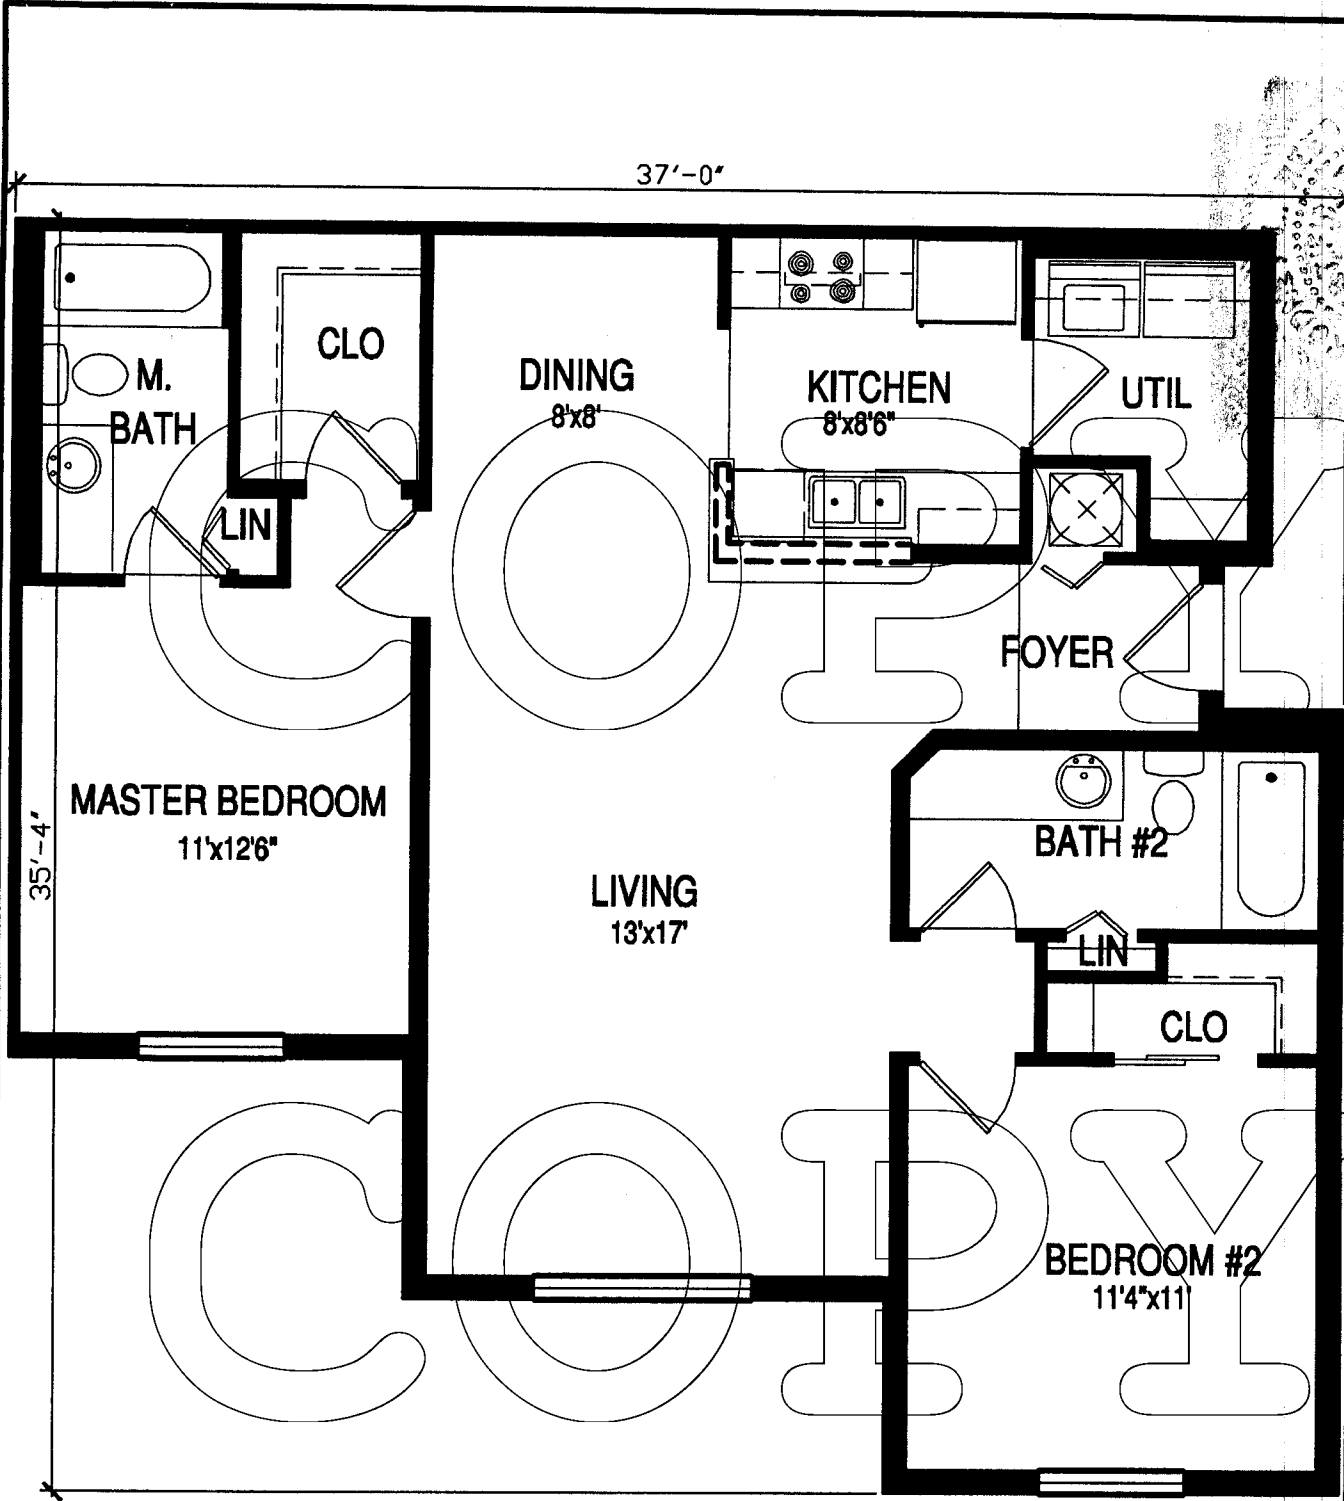 37'-0"
CLO
M.
BATH
DINING
8'x8'
KITCHEN
8'x8'6"
UTIL
LIN
FOYER
COPY
MASTER BEDROOM
11'x12'6"
35'-4"
LIVING
13'x17'
BATH #2
LIN
CLO
BEDROOM #2
11'4"x11'
COPY